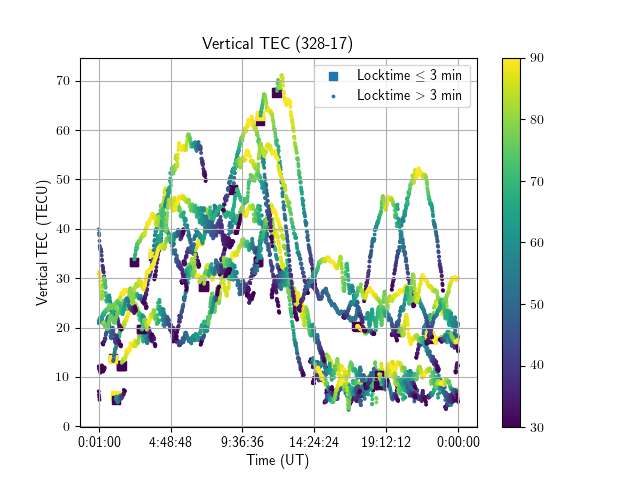 Vertical TEC (328-17)
Locktime ≤ 3 min
Locktime > 3 min
Vertical TEC (TECU)
70
60
50
40
30
20
10
0
0:01:00 4:48:48 9:36:36 14:24:24 19:12:12 0:00:00
Time (UT)
90
80
70
60
50
40
30